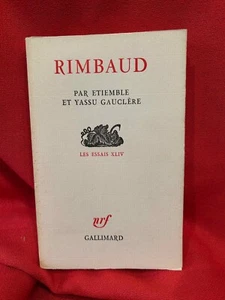 RIMBAUD
PAR ETIEMBLE
ET YASSU GAUCLÈRE
LES ESSAIS XLIV
nrf
GALLIMARD